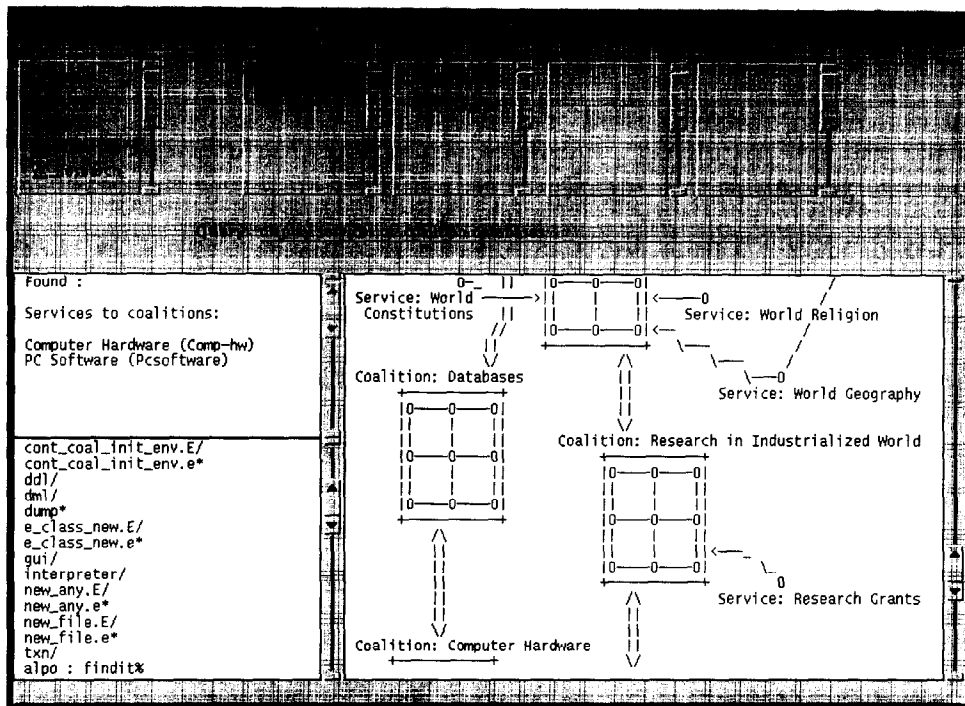 Found :
Services to coalitions:
Computer Hardware (Comp-hw)
PC Software (Pcsoftware)
cont_coal_init_env.E/
cont_coal_init_env.e*
ddl/
dml/
dump*
e_class_new.E/
e_class_new.e*
gui/
interpreter/
new_any.E/
new_any.e*
new_file.E/
new_file.e*
txn/
alpo : findit%
Service: World
Constitutions
Service: World Religion
Service: World Geography
Coalition: Databases
Coalition: Research in Industrialized World
Service: Research Grants
Coalition: Computer Hardware